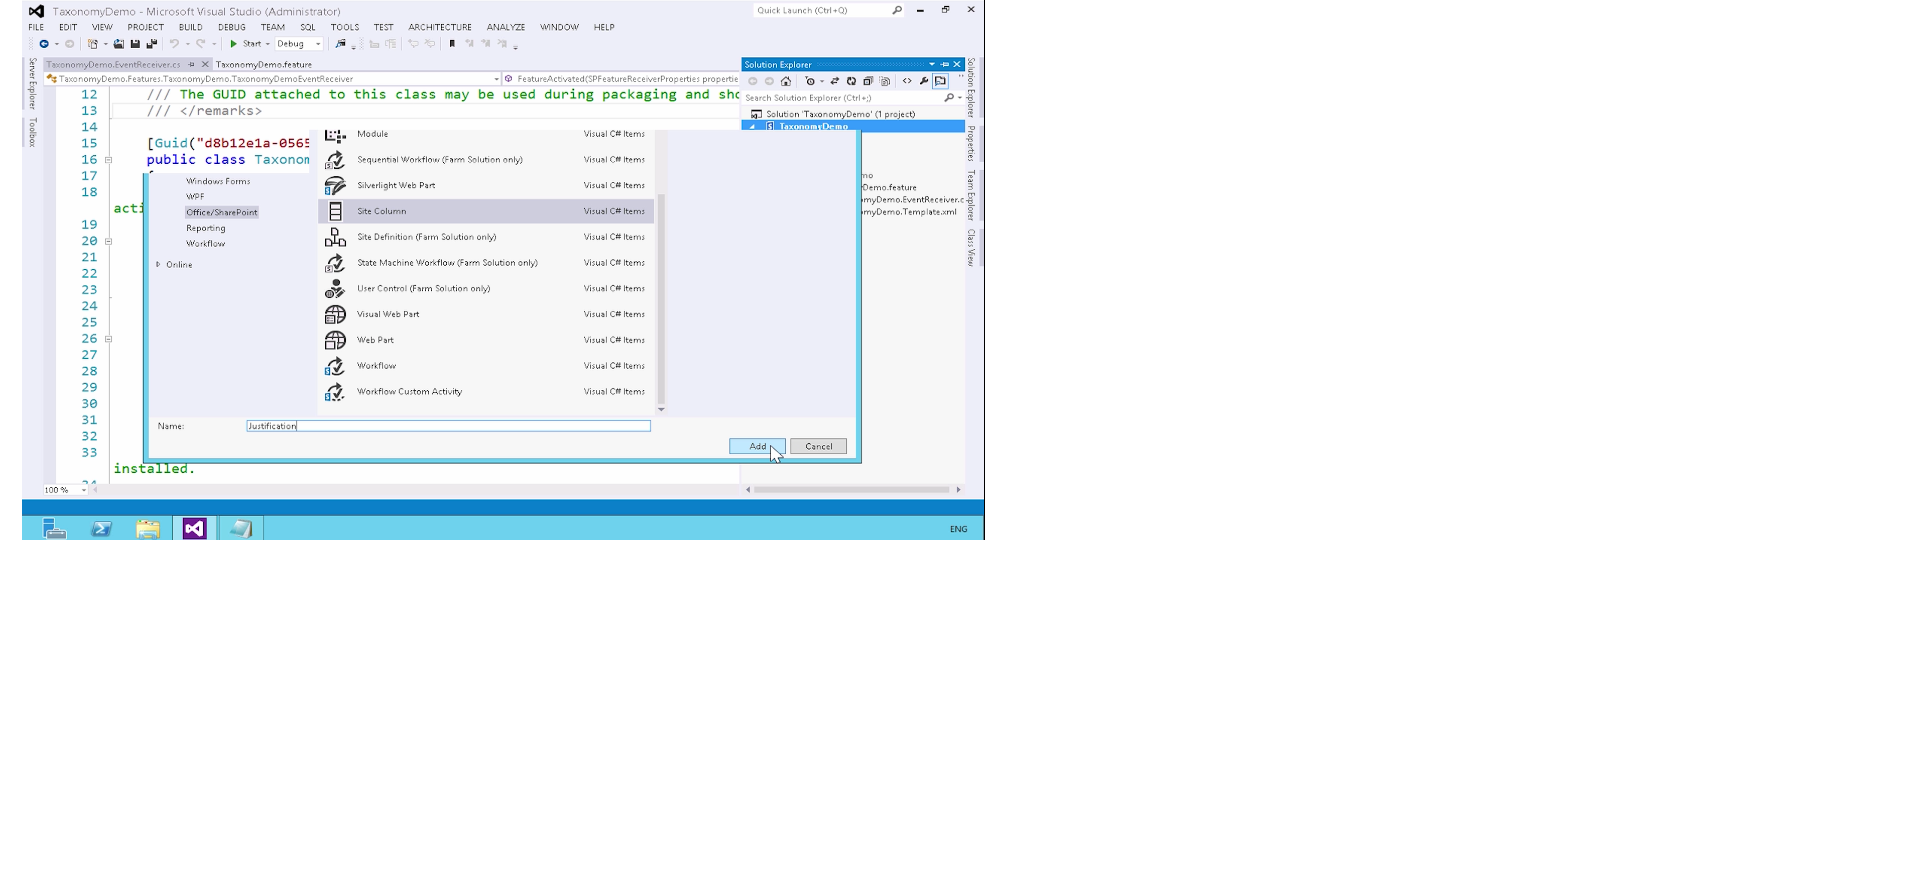 TaxonomyDemo - Microsoft Visual Studio (Administrator)
Quick Launch (Ctrl+Q)
FILE EDIT VIEW PROJECT BUILD DEBUG TEAM SQL TOOLS TEST ARCHITECTURE ANALYZE WINDOW HELP
Start Debug
TaxonomyDemo.EventReceiver.cs TaxonomyDemo.feature
TaxonomyDemo.Features.TaxonomyDemo.TaxonomyDemoEventReceiver
FeatureActivated(SPFeatureReceiverProperties propertie
Server Explorer
Toolbox
12 /// The GUID attached to this class may be used during packaging and sho
13 /// </remarks>
14
15 [Guid("d8b12e1a-0565
16 public class Taxonom
17
18
acti
19
20
21
22
23
24
25
26
27
28
29
30
31
32
33
installed.
100 %
Windows Forms
WPF
Office/SharePoint
Reporting
Workflow
Online
Module Visual C# Items
Sequential Workflow (Farm Solution only) Visual C# Items
Silverlight Web Part Visual C# Items
Site Column Visual C# Items
Site Definition (Farm Solution only) Visual C# Items
State Machine Workflow (Farm Solution only) Visual C# Items
User Control (Farm Solution only) Visual C# Items
Visual Web Part Visual C# Items
Web Part Visual C# Items
Workflow Visual C# Items
Workflow Custom Activity Visual C# Items
Name: Justification
Add Cancel
Solution Explorer
Search Solution Explorer (Ctrl+;)
Solution 'TaxonomyDemo' (1 project)
TaxonomyDemo
mo
Demo.feature
myDemo.EventReceiver.c
myDemo.Template.xml
Solution Explorer
Properties
Team Explorer
Class View
ENG